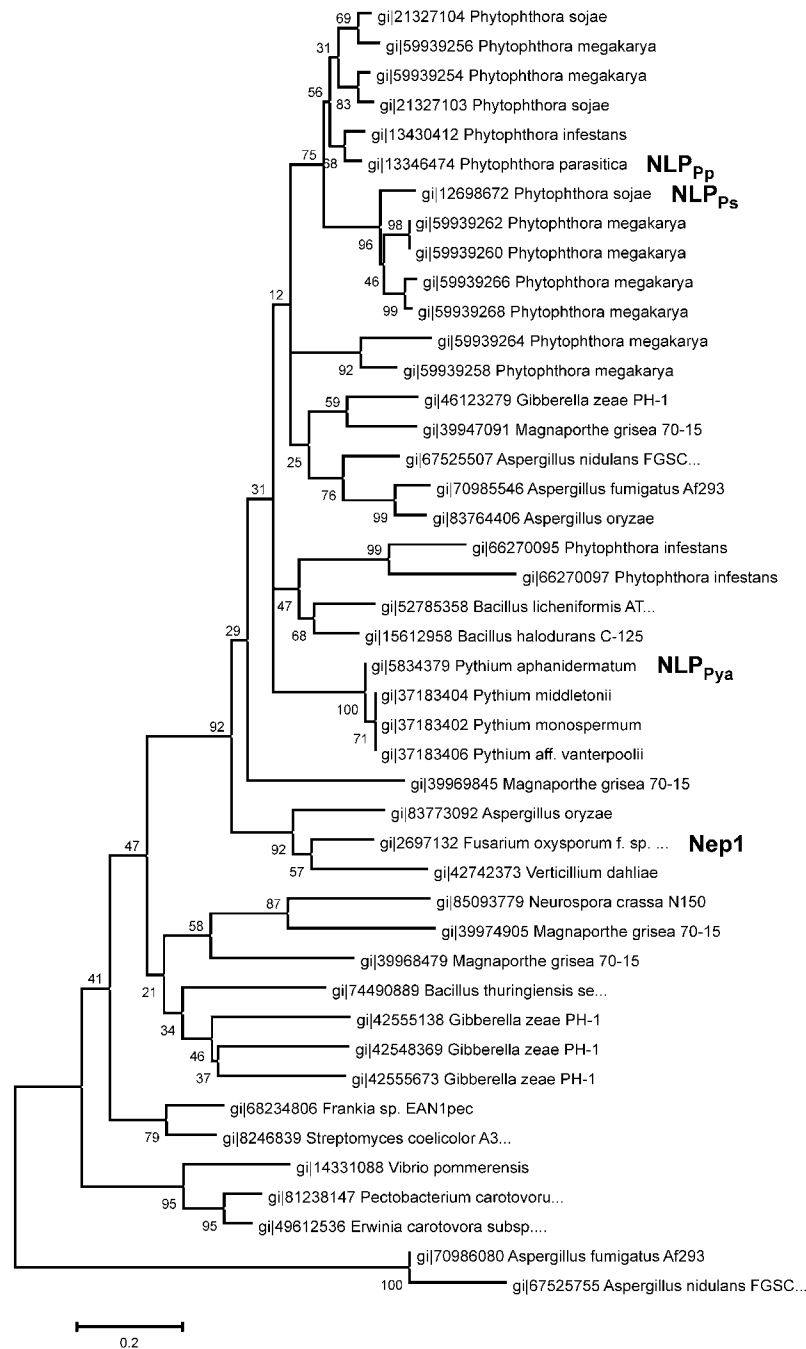 69
gi|21327104 Phytophthora sojae
31
gi|59939256 Phytophthora megakarya
gi|59939254 Phytophthora megakarya
56
83
gi|21327103 Phytophthora sojae
gi|13430412 Phytophthora infestans
75
68
gi|13346474 Phytophthora parasitica NLPPp
gi|12698672 Phytophthora sojae NLPPs
98
gi|59939262 Phytophthora megakarya
96
gi|59939260 Phytophthora megakarya
46
gi|59939266 Phytophthora megakarya
99
gi|59939268 Phytophthora megakarya
12
gi|59939264 Phytophthora megakarya
92
gi|59939258 Phytophthora megakarya
59
gi|46123279 Gibberella zeae PH-1
gi|39947091 Magnaporthe grisea 70-15
25
gi|67525507 Aspergillus nidulans FGSC...
76
gi|70985546 Aspergillus fumigatus Af293
99
gi|83764406 Aspergillus oryzae
31
99
gi|66270095 Phytophthora infestans
gi|66270097 Phytophthora infestans
47
gi|52785358 Bacillus licheniformis AT...
68
gi|15612958 Bacillus halodurans C-125
29
gi|5834379 Pythium aphanidermatum NLPPya
gi|37183404 Pythium middletonii
100
gi|37183402 Pythium monospermum
71
gi|37183406 Pythium aff. vanterpoolii
92
gi|39969845 Magnaporthe grisea 70-15
gi|83773092 Aspergillus oryzae
92
gi|2697132 Fusarium oxysporum f. sp. ... Nep1
57
gi|42742373 Verticillium dahliae
47
87
gi|85093779 Neurospora crassa N150
58
gi|39974905 Magnaporthe grisea 70-15
gi|39968479 Magnaporthe grisea 70-15
41
21
gi|74490889 Bacillus thuringiensis se...
34
gi|42555138 Gibberella zeae PH-1
46
gi|42548369 Gibberella zeae PH-1
37
gi|42555673 Gibberella zeae PH-1
gi|68234806 Frankia sp. EAN1pec
79
gi|8246839 Streptomyces coelicolor A3...
gi|14331088 Vibrio pommerensis
95
gi|81238147 Pectobacterium carotovoru...
95
gi|49612536 Erwinia carotovora subsp....
gi|70986080 Aspergillus fumigatus Af293
100
gi|67525755 Aspergillus nidulans FGSC...
0.2